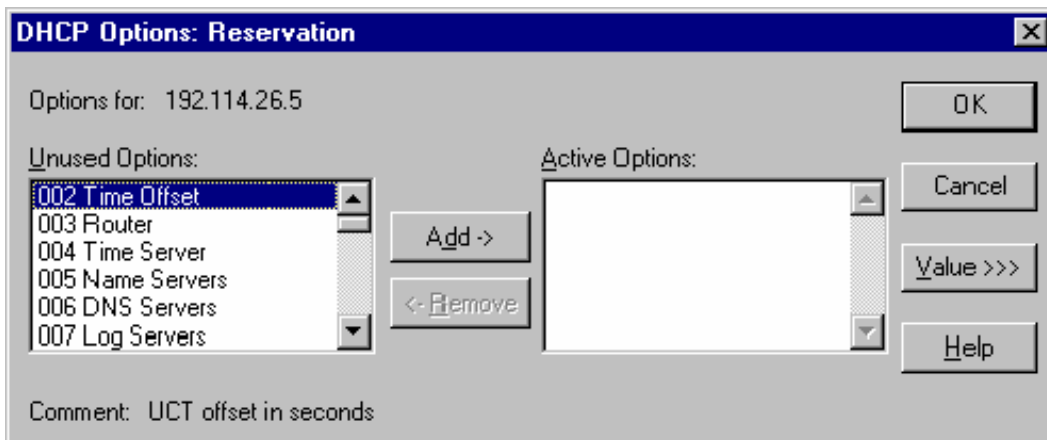 DHCP Options: Reservation
Options for: 192.114.26.5
OK
Unused Options:
Active Options:
002 Time Offset
003 Router
004 Time Server
005 Name Servers
006 DNS Servers
007 Log Servers
Add ->
<- Remove
Cancel
Value >>>
Help
Comment: UCT offset in seconds